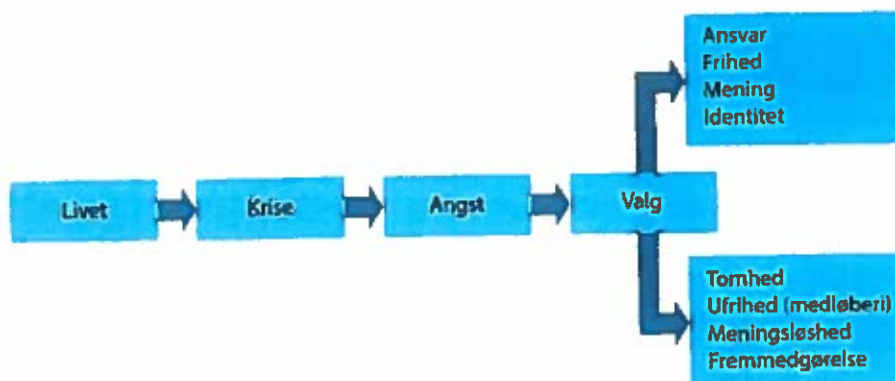 Ansvar
Frihed
Mening
Identitet
Livet
Krise
Angst
Valg
Tomhed
Ufrihed (medløberi)
Meningsløshed
Fremmedgørelse